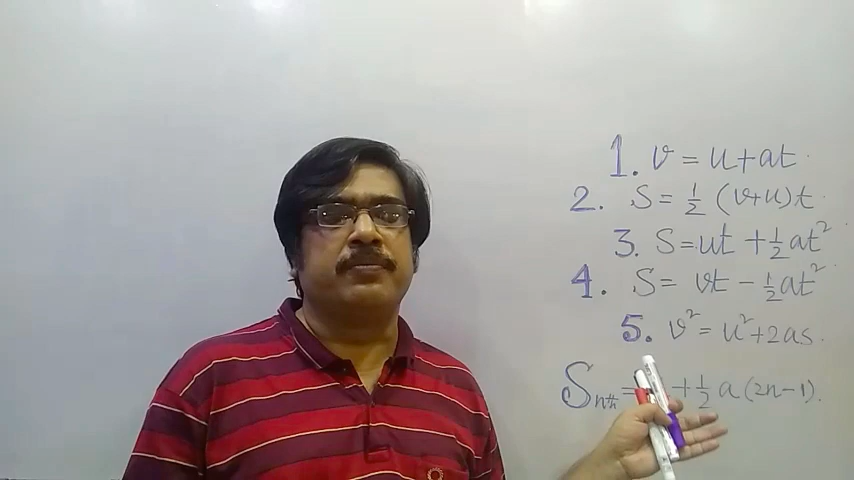 1. v = u + at.
2. S = 1/2 (v+u)t.
3. S = ut + 1/2 at².
4. S = vt - 1/2 at².
5. v² = u² + 2as.
Snth = + 1/2 a (2n-1).